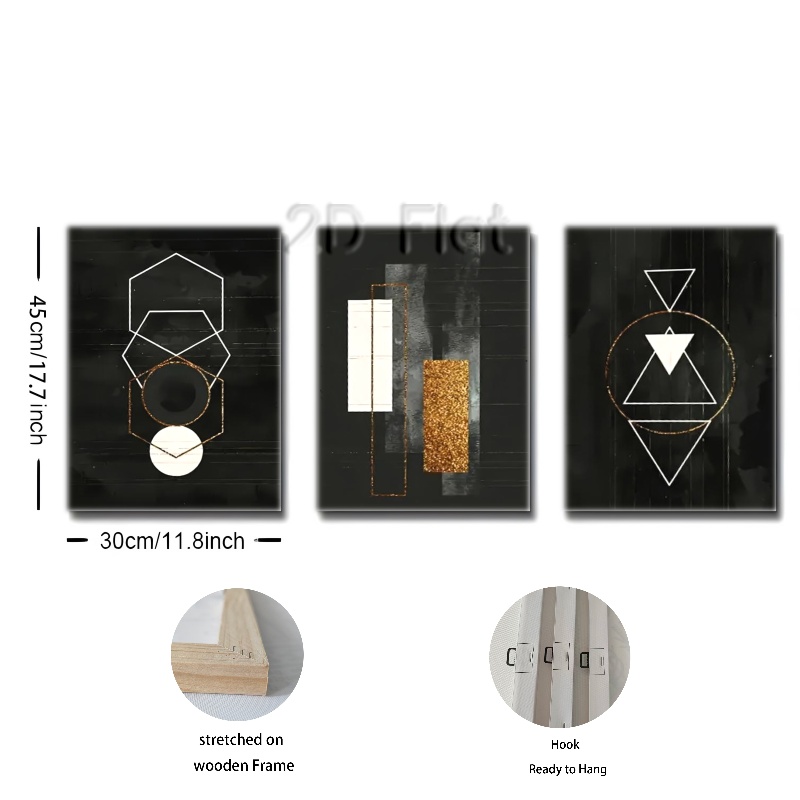 2D Flat
45cm/17.7inch
30cm/11.8inch
stretched on
wooden Frame
Hook
Ready to Hang